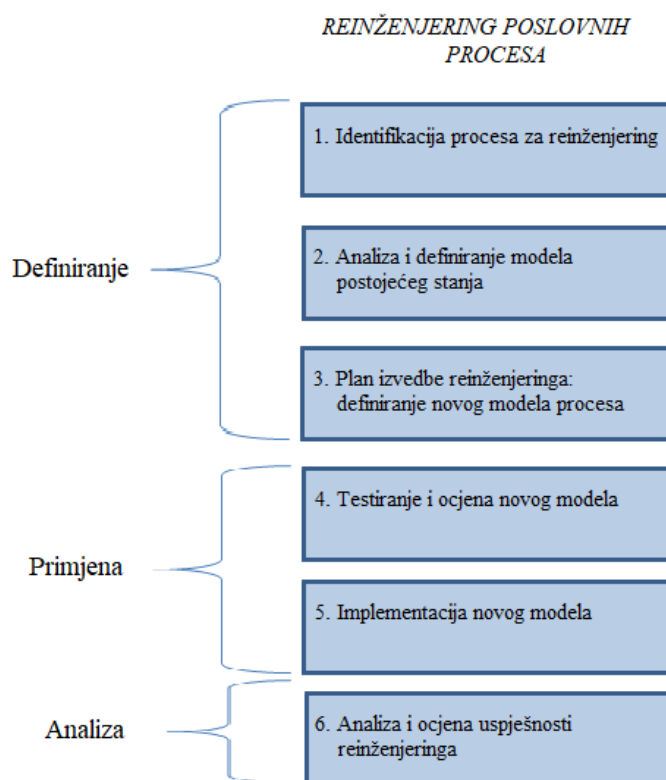 REINŽENJERING POSLOVNIH
PROCESA
Definiranje
1. Identifikacija procesa za reinženjering
2. Analiza i definiranje modela
postojećeg stanja
3. Plan izvedbe reinženjeringa:
definiranje novog modela procesa
Primjena
4. Testiranje i ocjena novog modela
5. Implementacija novog modela
Analiza
6. Analiza i ocjena uspješnosti
reinženjeringa